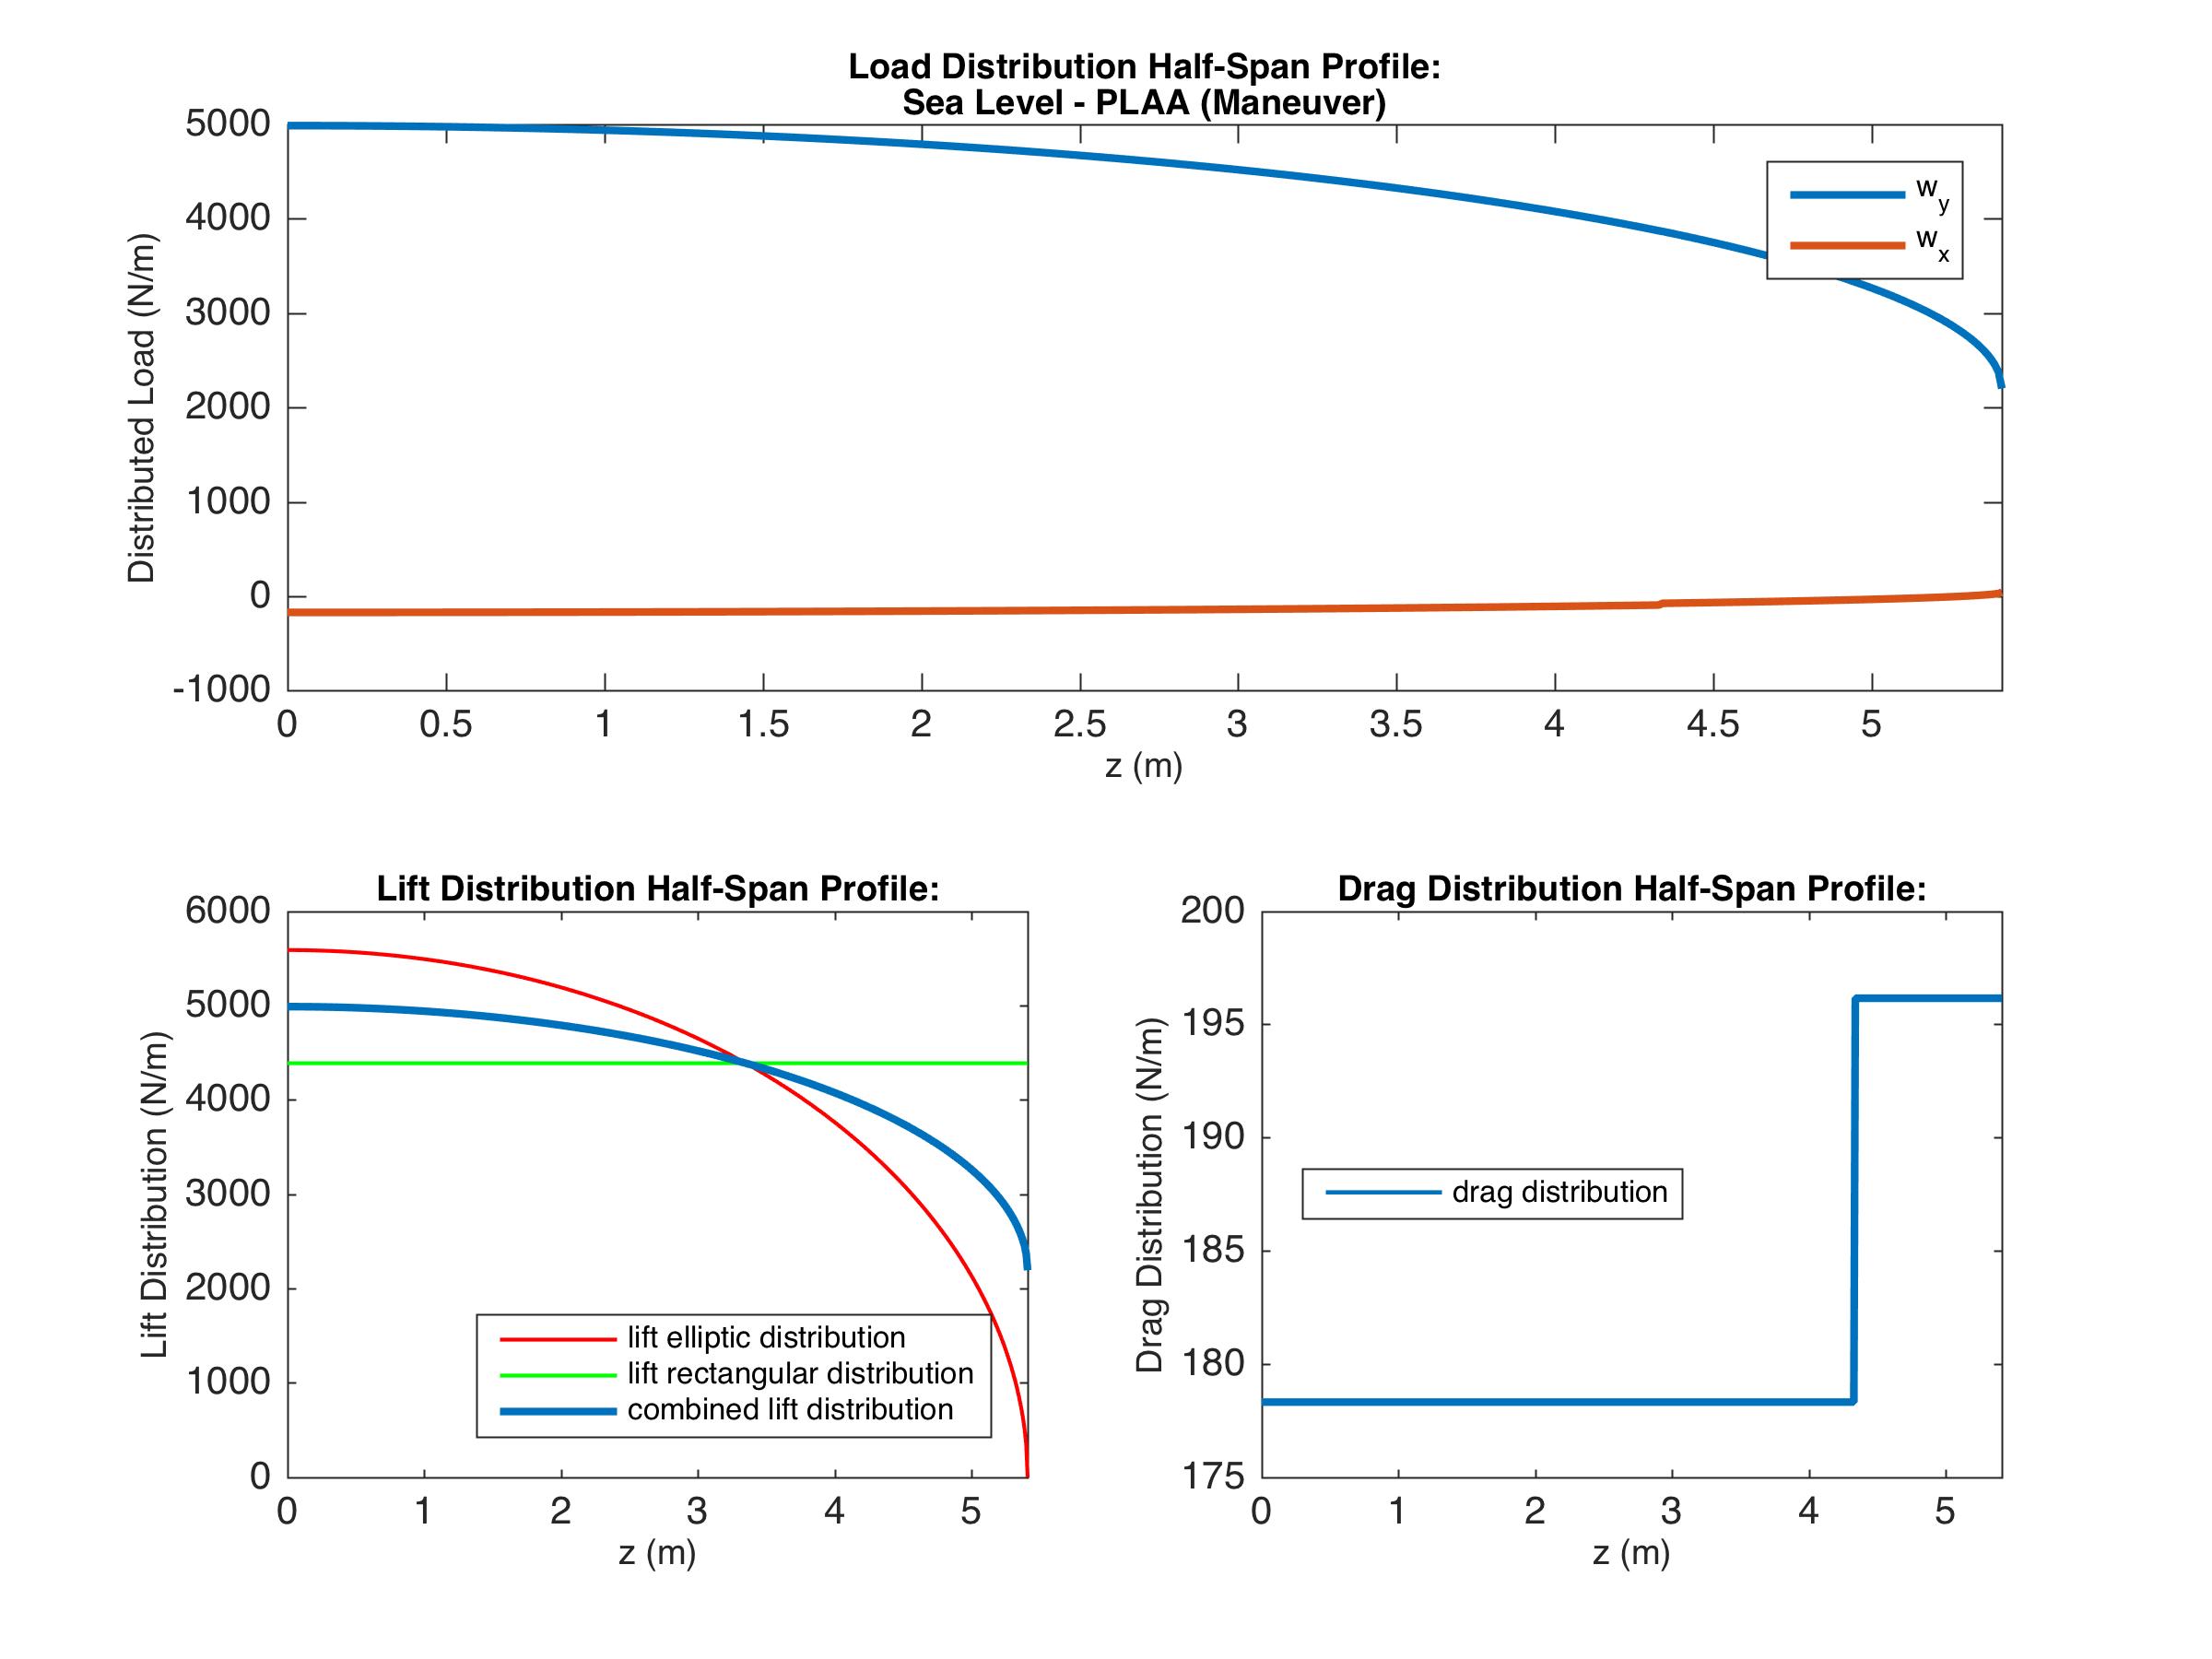 Load Distribution Half-Span Profile:
Sea Level - PLAA (Maneuver)
5000
4000
3000
2000
1000
0
-1000
Distributed Load (N/m)
w_y
w_x
0 0.5 1 1.5 2 2.5 3 3.5 4 4.5 5
z (m)
Lift Distribution Half-Span Profile:
6000
5000
4000
3000
2000
1000
0
Lift Distribution (N/m)
lift elliptic distribution
lift rectangular distribution
combined lift distribution
0 1 2 3 4 5
z (m)
Drag Distribution Half-Span Profile:
200
195
190
185
180
175
Drag Distribution (N/m)
drag distribution
0 1 2 3 4 5
z (m)